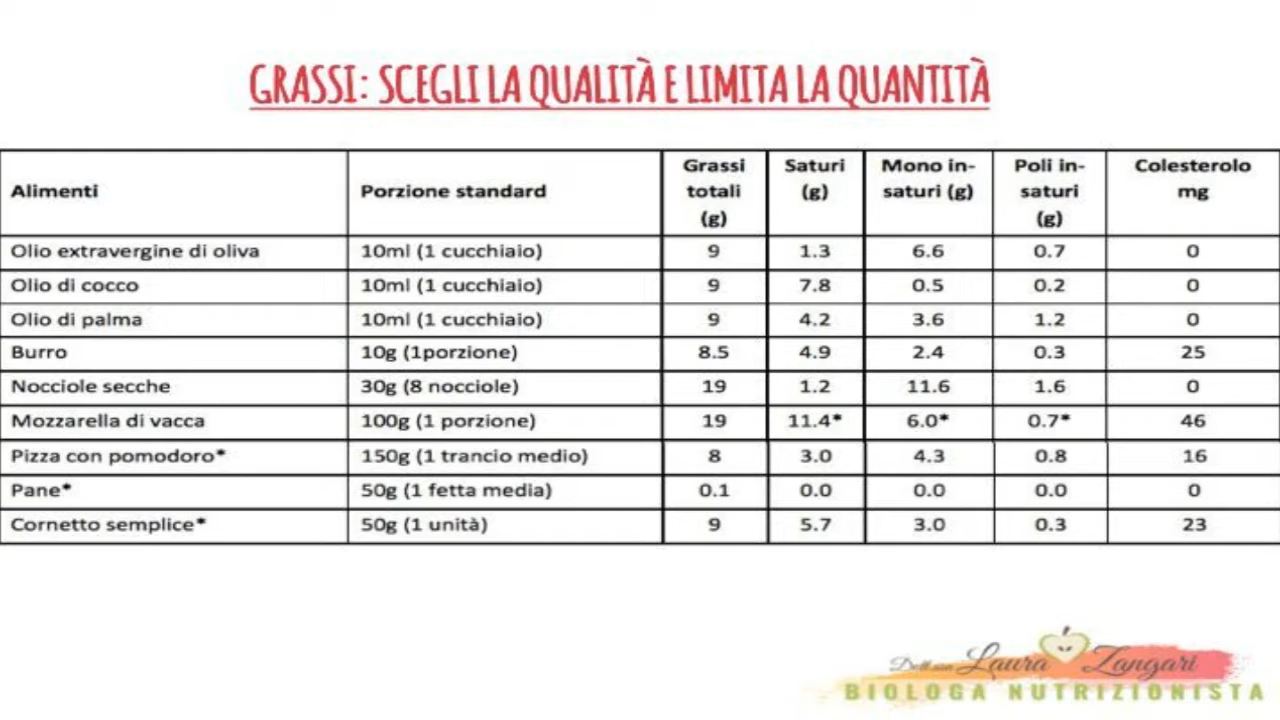 GRASSI: SCEGLI LA QUALITÀ E LIMITA LA QUANTITÀ
Alimenti Porzione standard Grassi totali (g) Saturi (g) Mono in-saturi (g) Poli in-saturi (g) Colesterolo mg
Olio extravergine di oliva 10ml (1 cucchiaio) 9 1.3 6.6 0.7 0
Olio di cocco 10ml (1 cucchiaio) 9 7.8 0.5 0.2 0
Olio di palma 10ml (1 cucchiaio) 9 4.2 3.6 1.2 0
Burro 10g (1porzione) 8.5 4.9 2.4 0.3 25
Nocciole secche 30g (8 nocciole) 19 1.2 11.6 1.6 0
Mozzarella di vacca 100g (1 porzione) 19 11.4* 6.0* 0.7* 46
Pizza con pomodoro* 150g (1 trancio medio) 8 3.0 4.3 0.8 16
Pane* 50g (1 fetta media) 0.1 0.0 0.0 0.0 0
Cornetto semplice* 50g (1 unità) 9 5.7 3.0 0.3 23
Dott.ssa Laura Zangari
BIOLOGA NUTRIZIONISTA